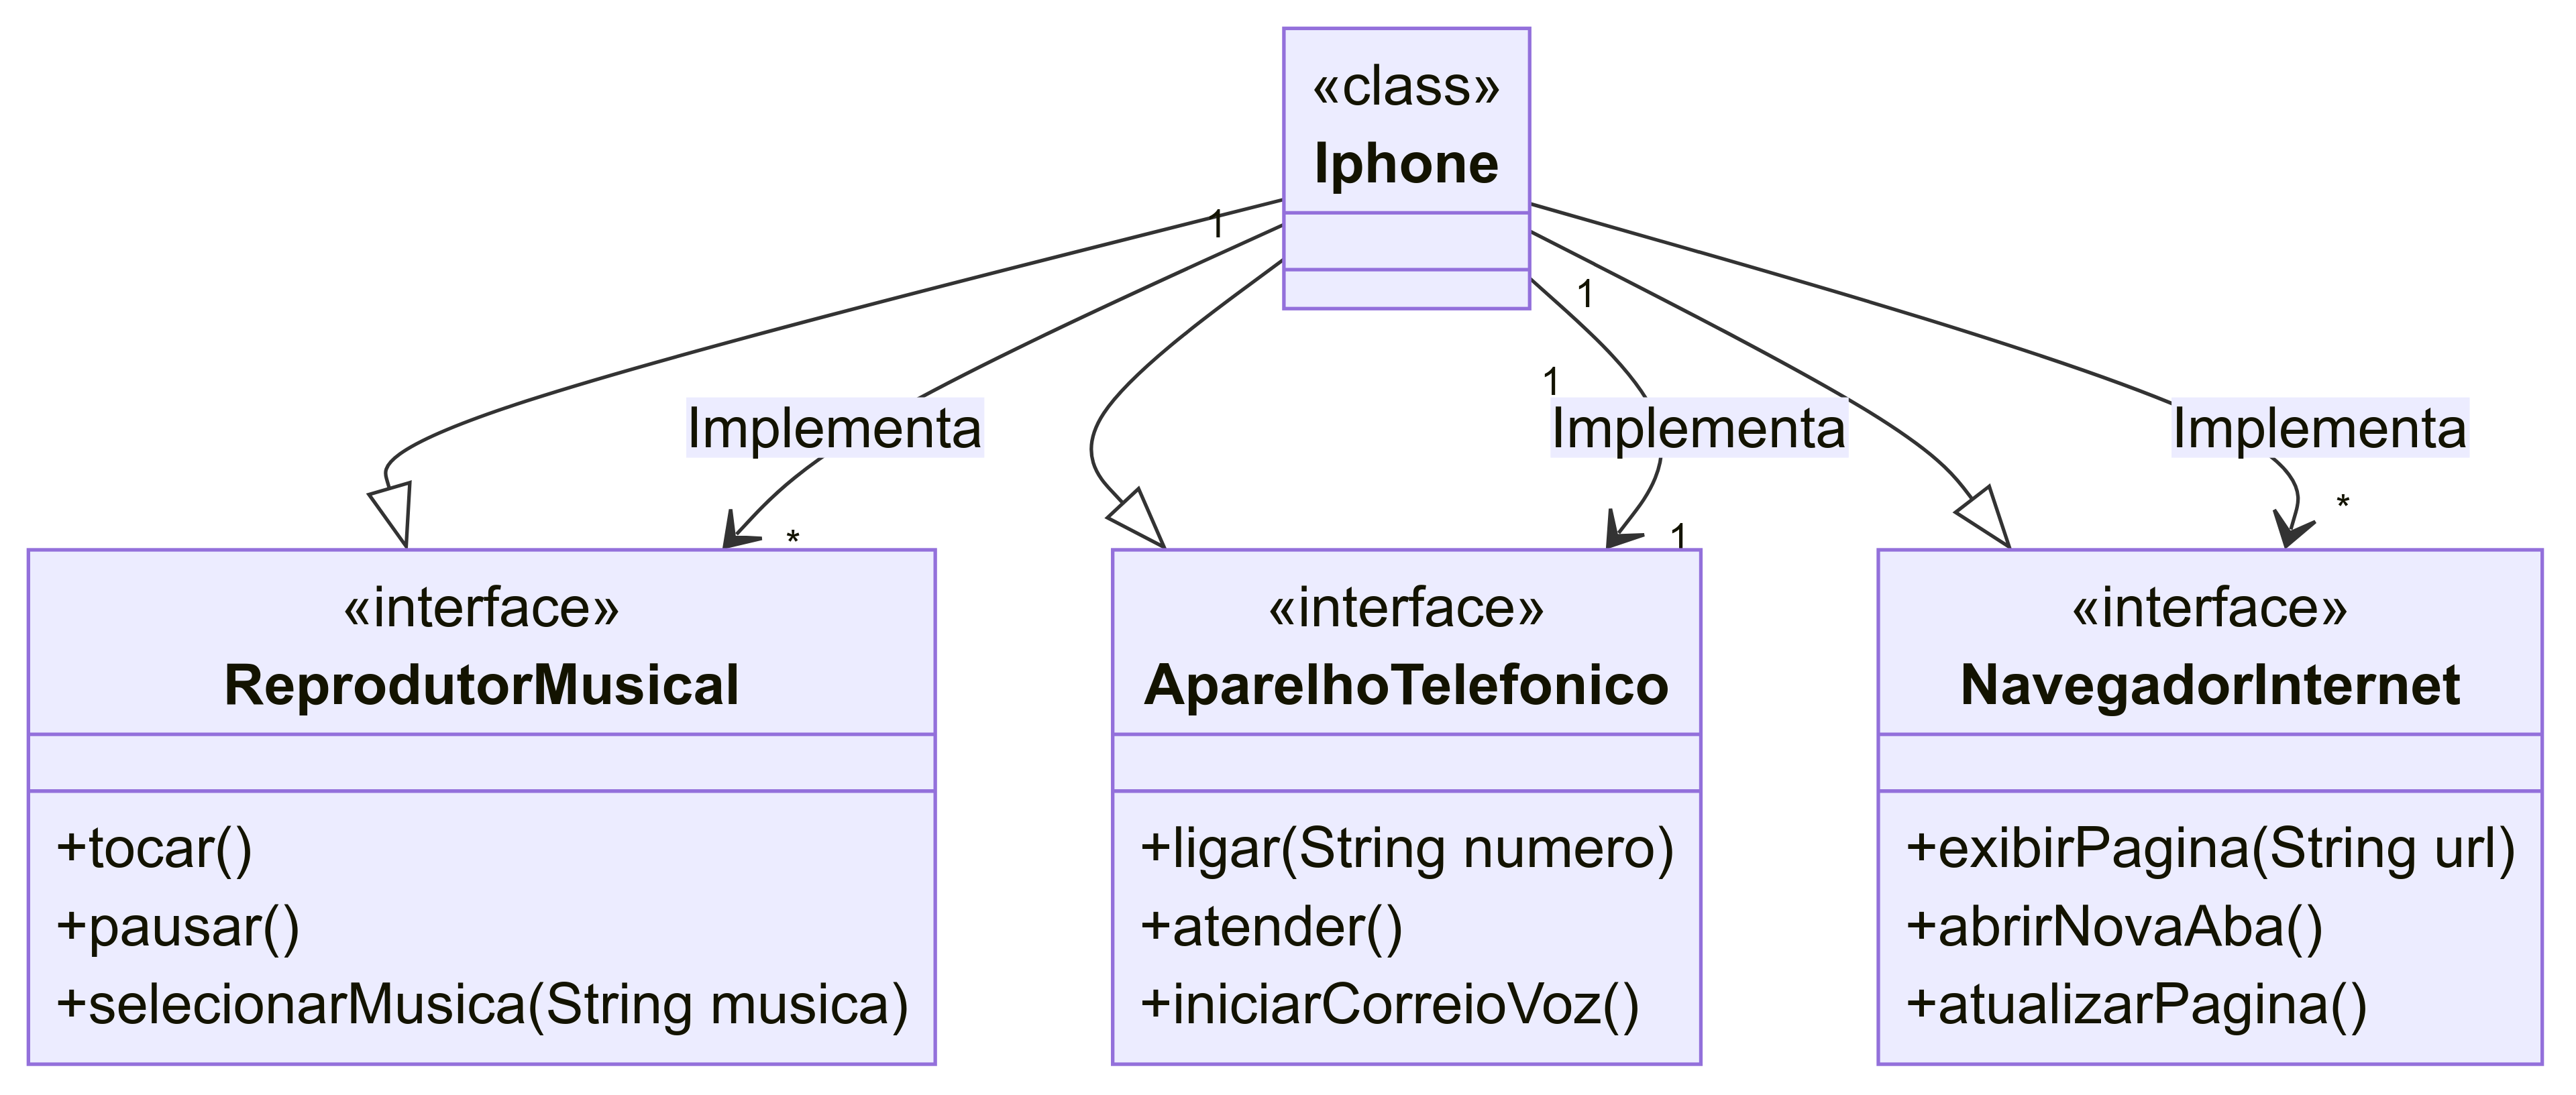 «class»
Iphone
1
1
1
Implementa
Implementa
Implementa
*
*
1
«interface»
ReprodutorMusical
+tocar()
+pausar()
+selecionarMusica(String musica)
«interface»
AparelhoTelefonico
+ligar(String numero)
+atender()
+iniciarCorreioVoz()
«interface»
NavegadorInternet
+exibirPagina(String url)
+abrirNovaAba()
+atualizarPagina()